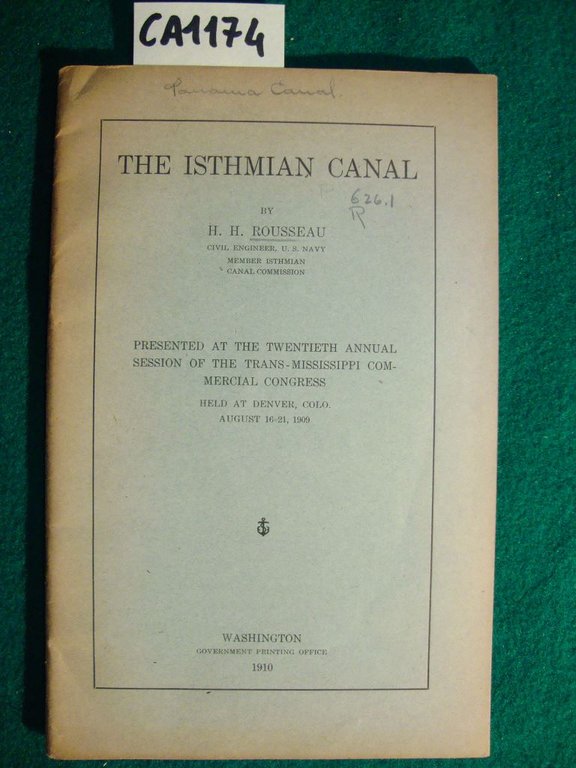 CA1174
Panama Canal.
THE ISTHMIAN CANAL
626.1
R
BY
H. H. ROUSSEAU
CIVIL ENGINEER, U. S. NAVY
MEMBER ISTHMIAN
CANAL COMMISSION
PRESENTED AT THE TWENTIETH ANNUAL
SESSION OF THE TRANS-MISSISSIPPI COM-
MERCIAL CONGRESS
HELD AT DENVER, COLO.
AUGUST 16-21, 1909
WASHINGTON
GOVERNMENT PRINTING OFFICE
1910